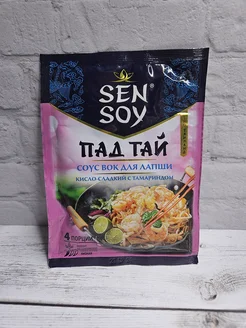 SEN
SOY
ПАД ТАЙ
СОУС ВОК ДЛЯ ЛАПШИ
КИСЛО-СЛАДКИЙ С ТАМАРИНДОМ
4 ПОРЦИИ